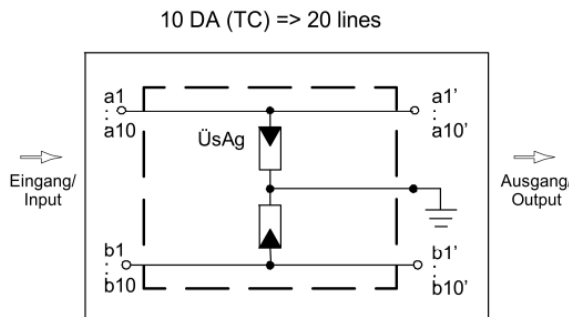 10 DA (TC) => 20 lines
a1
:
a10
a1'
:
a10'
ÜsAg
Eingang/
Input
Ausgang/
Output
b1
:
b10
b1'
:
b10'